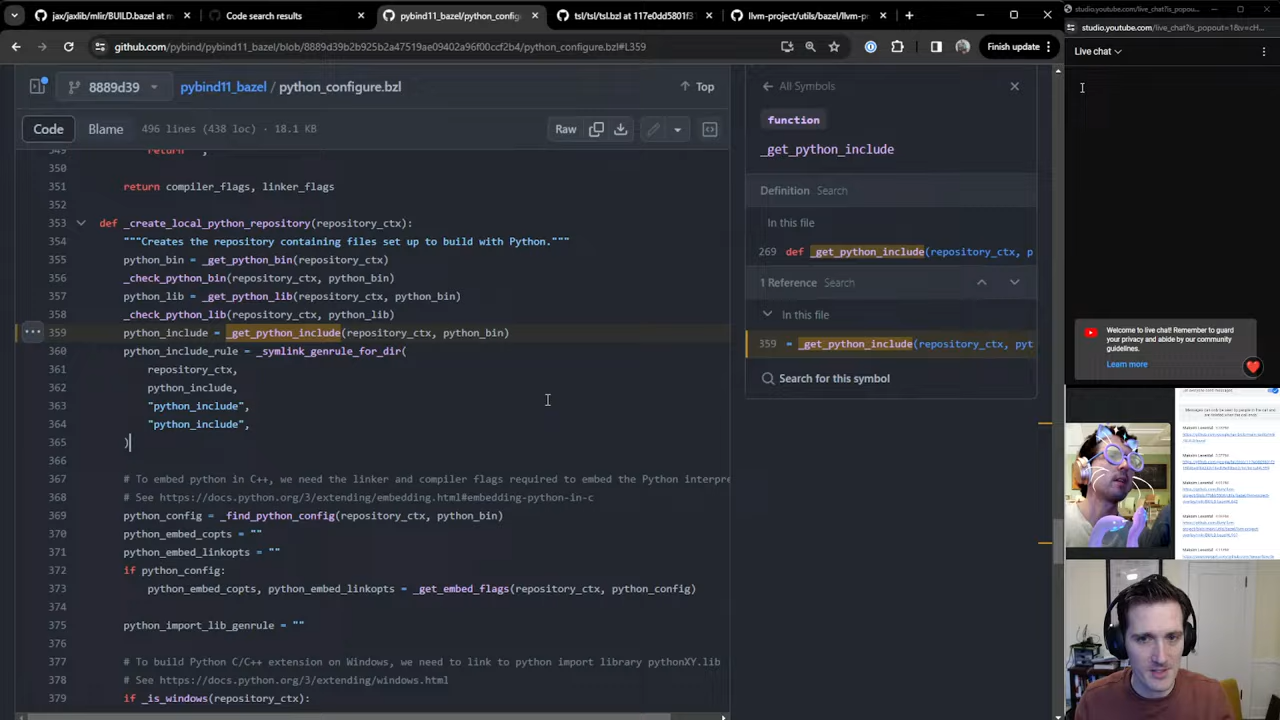 jax/jaxlib/mlir/BUILD.bazel at m
Code search results
pybind11_bazel/python_config
tsl/tsl/tsl.bzl at 117a0dd5801f3
llvm-project/utils/bazel/llvm-pr
studio.youtube.com/live_chat?is_popout=1&v=cH...
github.com/pybind/pybind11_bazel/blob/8889d39b2b925b2a47519ae09402a96f00ccf2b4/python_configure.bzl#L359
Finish update
Live chat
8889d39
pybind11_bazel / python_configure.bzl
Top
Code
Blame
496 lines (438 loc) · 18.1 KB
Raw
All Symbols
function
_get_python_include
Definition Search
In this file
269 def _get_python_include(repository_ctx, p
1 Reference Search
In this file
359 = _get_python_include(repository_ctx, pyt
Search for this symbol
349 return "",
350
351 return compiler_flags, linker_flags
352
353 def _create_local_python_repository(repository_ctx):
354 """Creates the repository containing files set up to build with Python."""
355 python_bin = _get_python_bin(repository_ctx)
356 _check_python_bin(repository_ctx, python_bin)
357 python_lib = _get_python_lib(repository_ctx, python_bin)
358 _check_python_lib(repository_ctx, python_lib)
359 python_include = _get_python_include(repository_ctx, python_bin)
360 python_include_rule = _symlink_genrule_for_dir(
361 repository_ctx,
362 python_include,
363 "python_include",
364 "python_include",
365 )
366
367 # To embed python in C++, we need the linker and compiler flags required to embed the Python interpre
368 # See https://docs.python.org/3/extending/embedding.html#embedding-python-in-c
369 python_config = _get_python_config(repository_ctx, python_bin)
370 python_embed_copts = ""
371 python_embed_linkopts = ""
372 if python_config:
373 python_embed_copts, python_embed_linkopts = _get_embed_flags(repository_ctx, python_config)
374
375 python_import_lib_genrule = ""
376
377 # To build Python C/C++ extension on Windows, we need to link to python import library pythonXY.lib
378 # See https://docs.python.org/3/extending/windows.html
379 if _is_windows(repository_ctx):
Welcome to live chat! Remember to guard
your privacy and abide by our community
guidelines.
Learn more